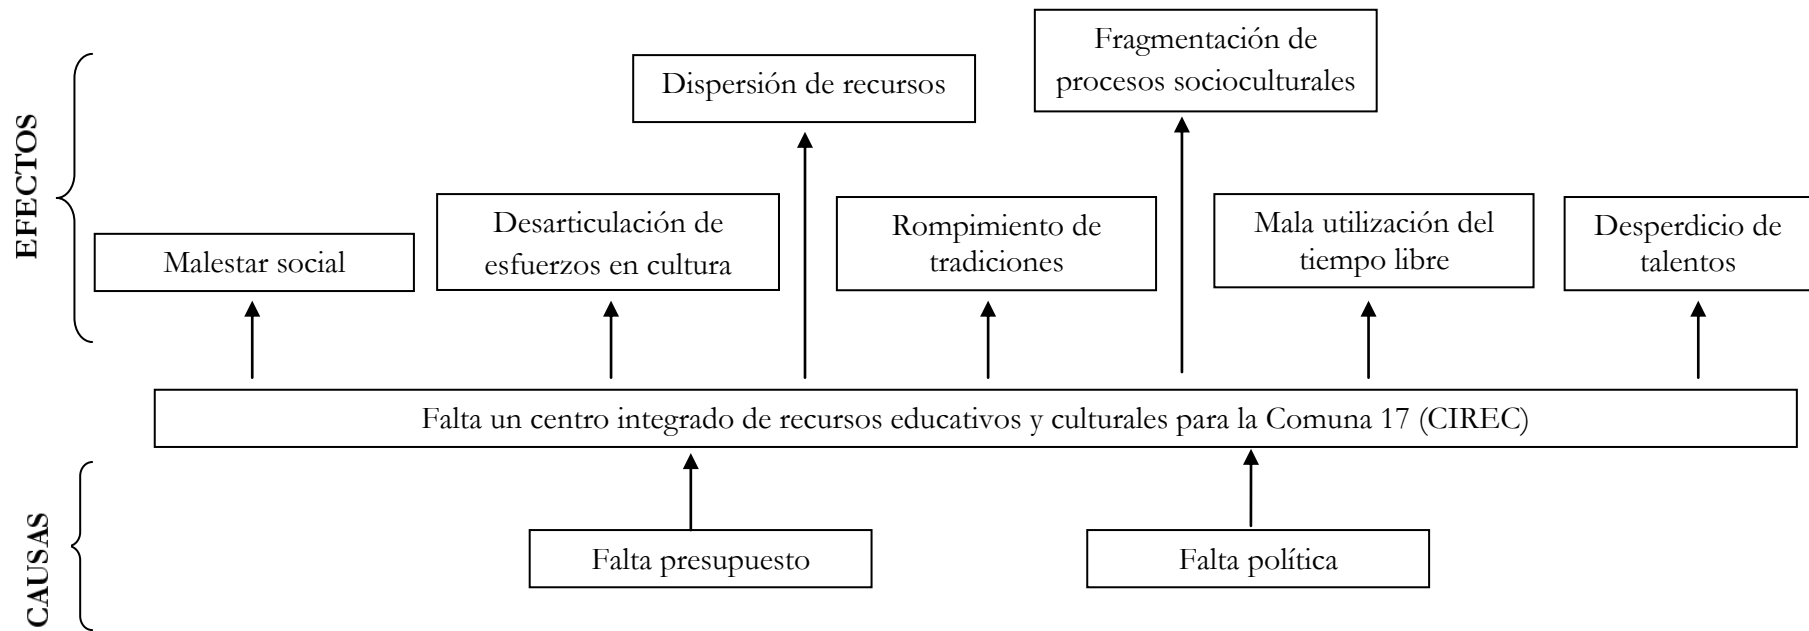 EFECTOS
Fragmentación de
procesos socioculturales
Dispersión de recursos
Malestar social
Desarticulación de
esfuerzos en cultura
Rompimiento de
tradiciones
Mala utilización del
tiempo libre
Desperdicio de
talentos
Falta un centro integrado de recursos educativos y culturales para la Comuna 17 (CIREC)
CAUSAS
Falta presupuesto
Falta política